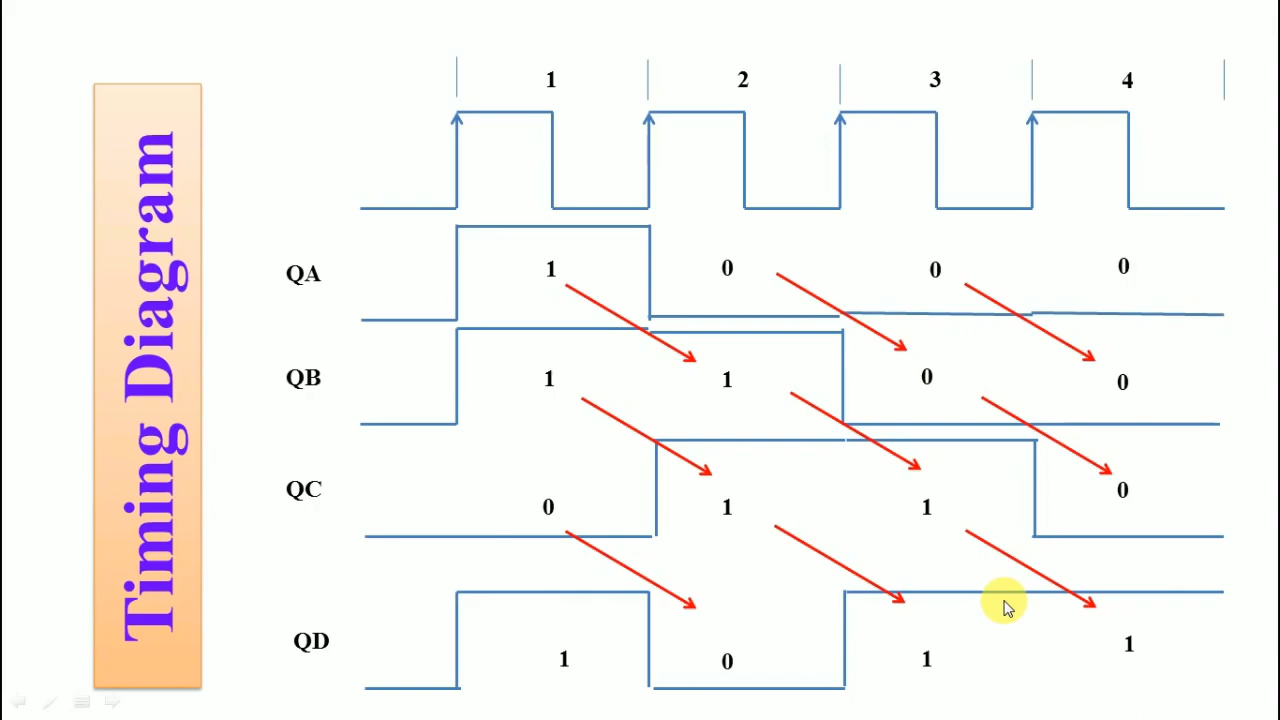 Timing Diagram
1 2 3 4
QA 1 0 0 0
QB 1 1 0 0
QC 0 1 1 0
QD 1 0 1 1